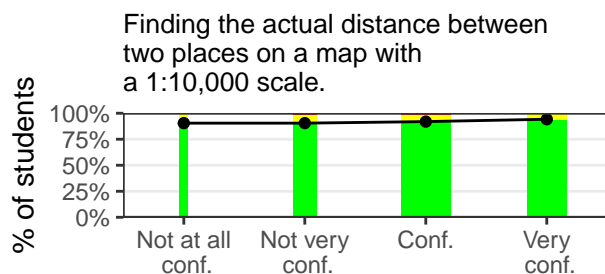 Finding the actual distance between
two places on a map with
a 1:10,000 scale.
% of students
100%
75%
50%
25%
0%
Not at all
conf.
Not very
conf.
Conf.
Very
conf.